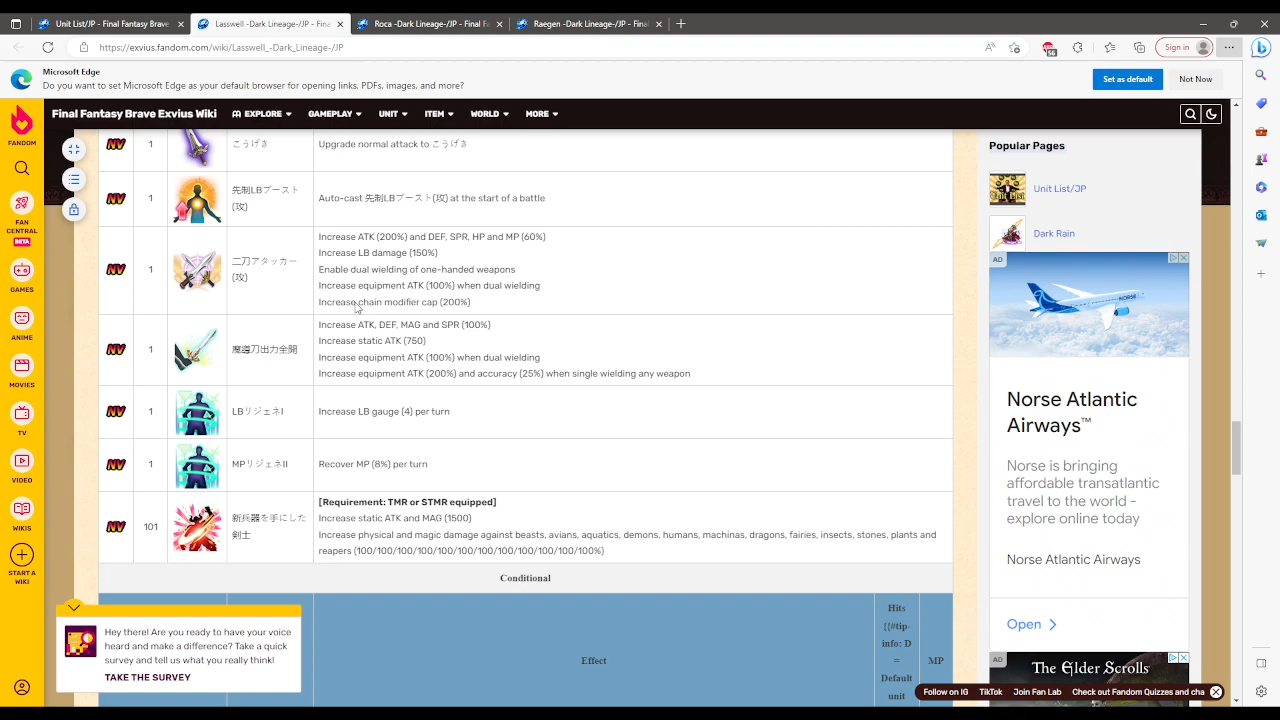 Unit List/JP - Final Fantasy Brave
Lasswell -Dark Lineage-/JP - Fina
Roca -Dark Lineage-/JP - Final F
Raegen -Dark Lineage-/JP - Final
https://exvius.fandom.com/wiki/Lasswell_-Dark_Lineage-/JP
56
Sign in
Microsoft Edge
Do you want to set Microsoft Edge as your default browser for opening links, PDFs, images, and more?
Set as default
Not Now
Final Fantasy Brave Exvius Wiki
EXPLORE
GAMEPLAY
UNIT
ITEM
WORLD
MORE
FANDOM
FAN CENTRAL
BETA
GAMES
ANIME
MOVIES
TV
VIDEO
WIKIS
START A WIKI
NV
1
こうげき
Upgrade normal attack to こうげき
NV
1
先制LBブースト
(攻)
Auto-cast 先制LBブースト(攻) at the start of a battle
NV
1
二刀アタッカー
(攻)
Increase ATK (200%) and DEF, SPR, HP and MP (60%)
Increase LB damage (150%)
Enable dual wielding of one-handed weapons
Increase equipment ATK (100%) when dual wielding
Increase chain modifier cap (200%)
NV
1
魔導刀出力全開
Increase ATK, DEF, MAG and SPR (100%)
Increase static ATK (750)
Increase equipment ATK (100%) when dual wielding
Increase equipment ATK (200%) and accuracy (25%) when single wielding any weapon
NV
1
LBリジェネI
Increase LB gauge (4) per turn
NV
1
MPリジェネII
Recover MP (8%) per turn
NV
101
新兵器を手にした
剣士
[Requirement: TMR or STMR equipped]
Increase static ATK and MAG (1500)
Increase physical and magic damage against beasts, avians, aquatics, demons, humans, machinas, dragons, fairies, insects, stones, plants and
reapers (100/100/100/100/100/100/100/100/100/100/100/100%)
Conditional
Effect
Hits
{{#tip-
info: D
=
Default
unit
MP
Hey there! Are you ready to have your voice
heard and make a difference? Take a quick
survey and tell us what you really think!
TAKE THE SURVEY
Popular Pages
Unit List/JP
Dark Rain
AD
Norse Atlantic
Airways™
Norse is bringing
affordable transatlantic
travel to the world -
explore online today
Norse Atlantic Airways
Open
AD
The Elder Scrolls
Follow on IG
TikTok
Join Fan Lab
Check out Fandom Quizzes and cha